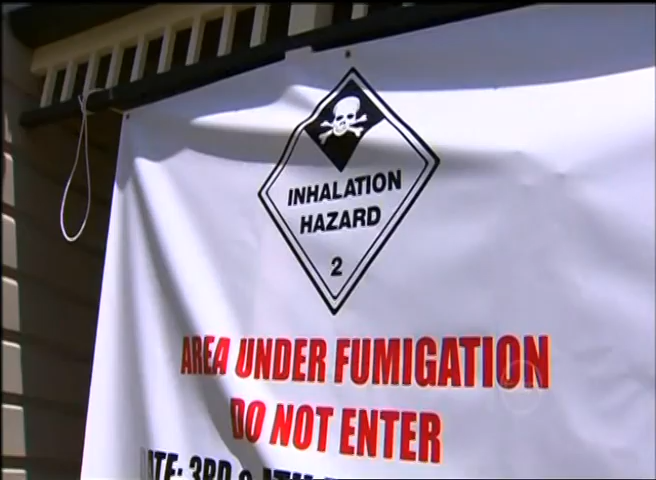 INHALATION
HAZARD
2
AREA UNDER FUMIGATION
DO NOT ENTER
DATE: 3RD &